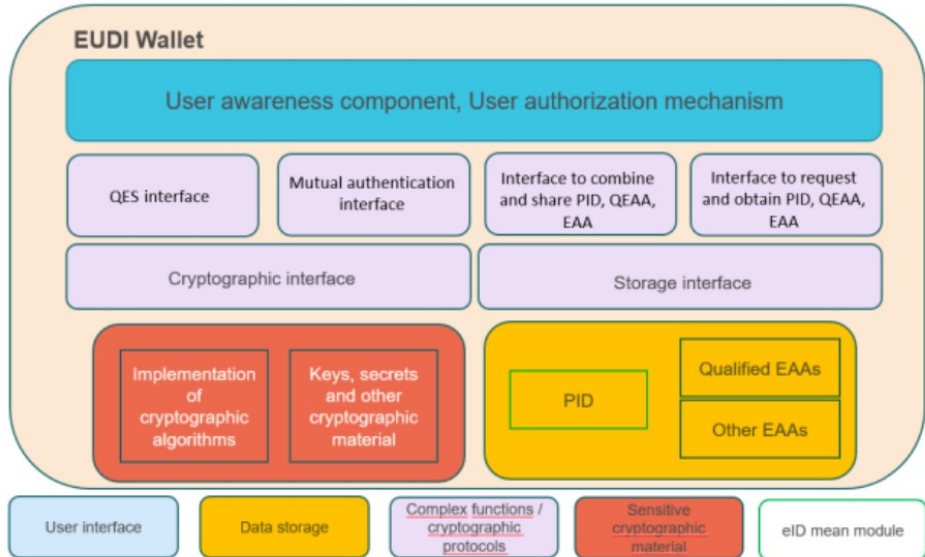 EUDI Wallet
User awareness component, User authorization mechanism
QES interface
Mutual authentication
interface
Interface to combine
and share PID, QEAA,
EAA
Interface to request
and obtain PID, QEAA,
EAA
Cryptographic interface
Storage interface
Implementation
of
cryptographic
algorithms
Keys, secrets
and other
cryptographic
material
PID
Qualified EAAs
Other EAAs
User interface
Data storage
Complex functions /
cryptographic
protocols
Sensitive
cryptographic
material
eID mean module